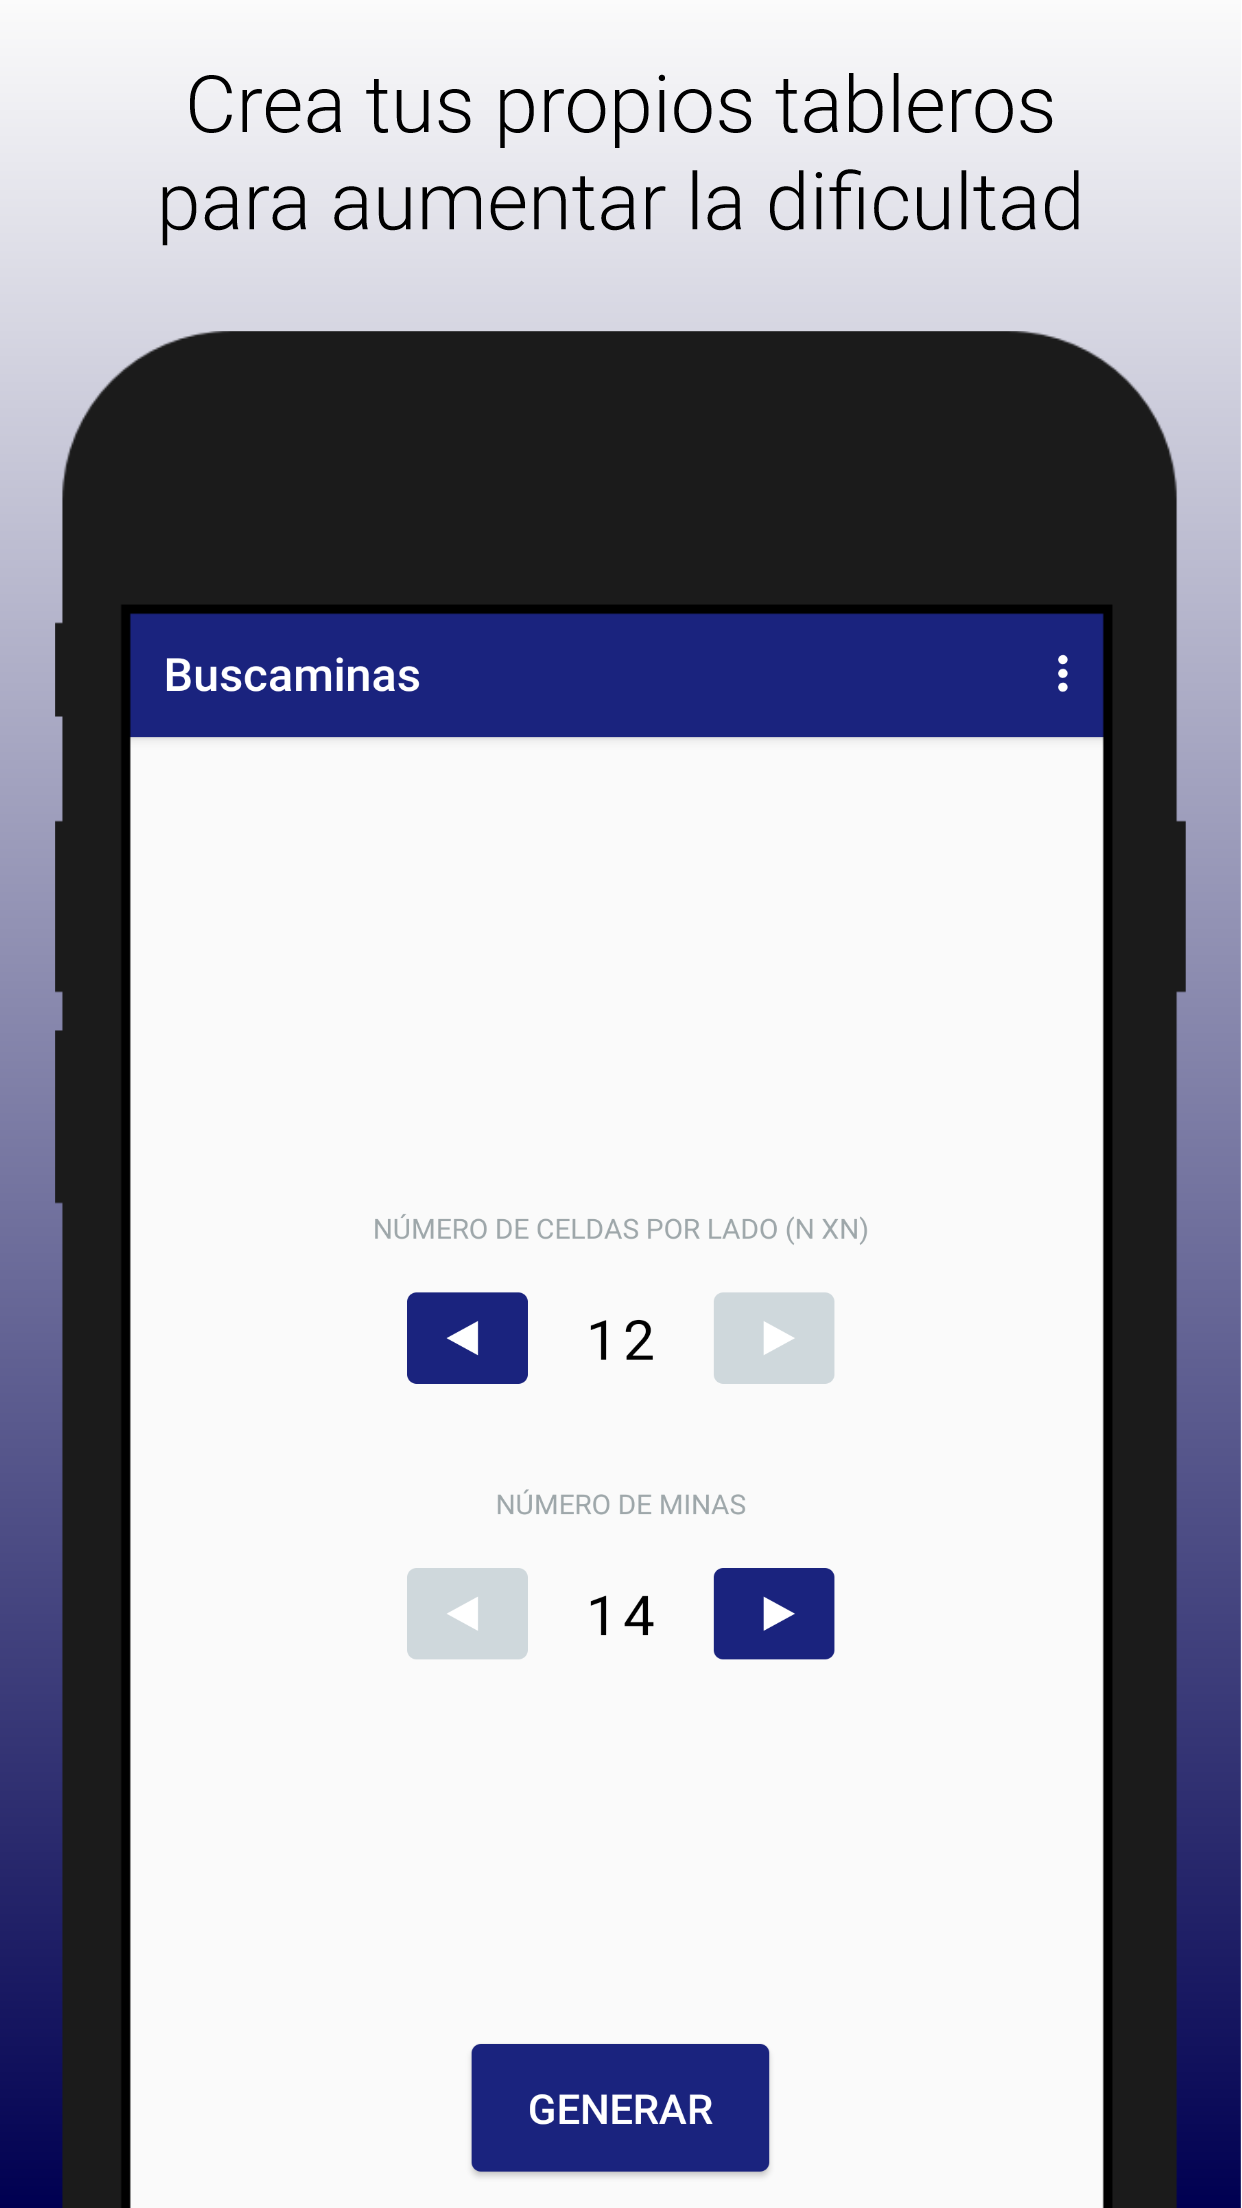 Crea tus propios tableros
para aumentar la dificultad
Buscaminas
NÚMERO DE CELDAS POR LADO (N XN)
12
NÚMERO DE MINAS
14
GENERAR